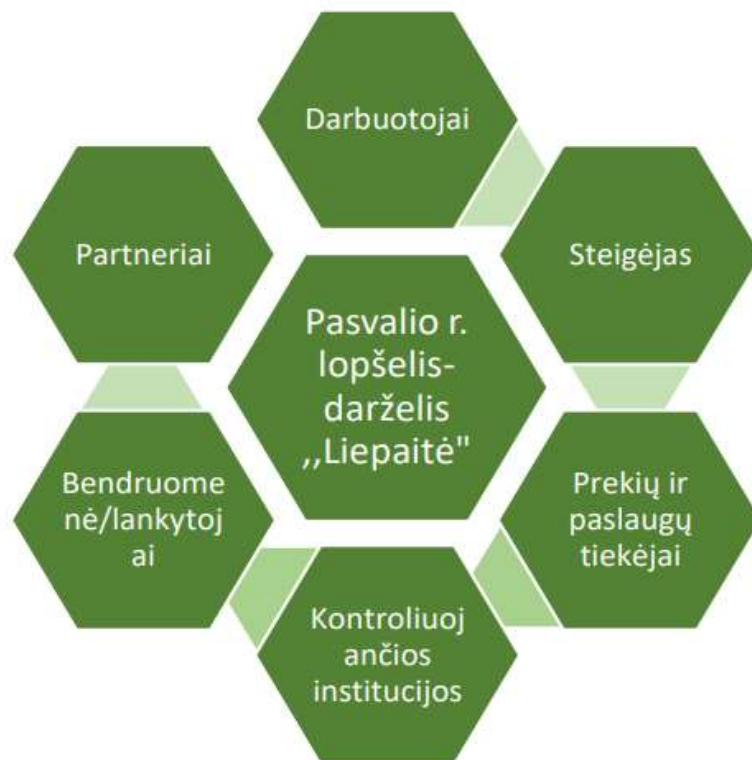 Darbuotojai
Partneriai
Steigėjas
Pasvalio r.
lopšelis-
darželis
,,Liepaitė"
Bendruome
nė/lankytoj
ai
Prekių ir
paslaugų
tiekėjai
Kontroliuoj
ančios
institucijos